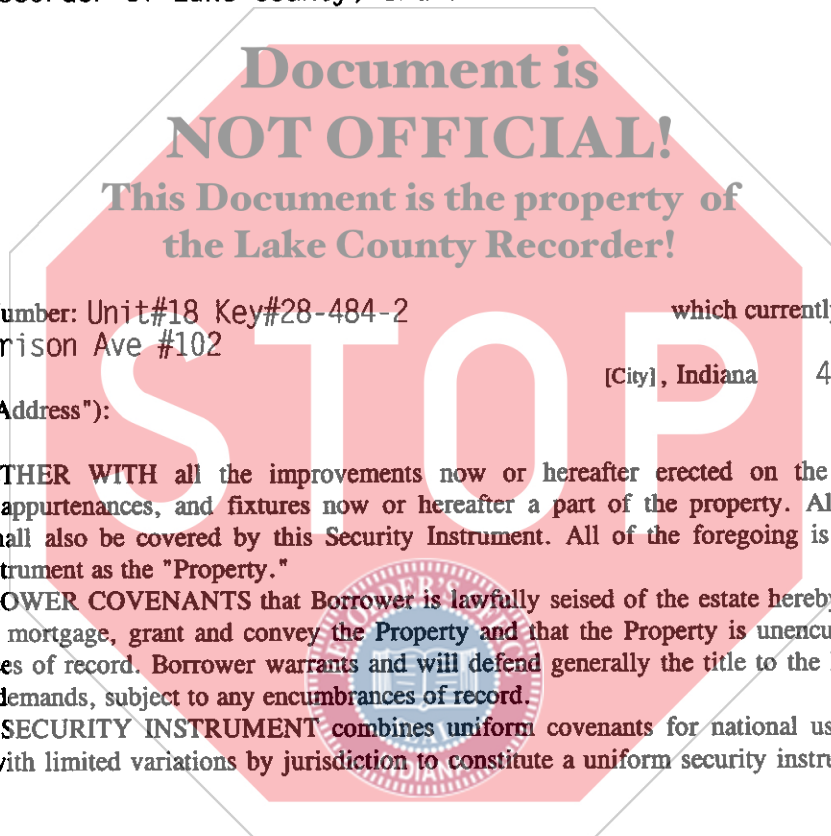 Document is
NOT OFFICIAL!
This Document is the property of
the Lake County Recorder!
umber: Unit#18 Key#28-484-2 which currently
rison Ave #102
[City], Indiana 4
Address"):
STOP
THER WITH all the improvements now or hereafter erected on the
appurtenances, and fixtures now or hereafter a part of the property. Al
all also be covered by this Security Instrument. All of the foregoing is
trument as the "Property."
OWER COVENANTS that Borrower is lawfully seised of the estate hereby
mortgage, grant and convey the Property and that the Property is unencu
es of record. Borrower warrants and will defend generally the title to the
demands, subject to any encumbrances of record.
SECURITY INSTRUMENT combines uniform covenants for national us
with limited variations by jurisdiction to constitute a uniform security instru